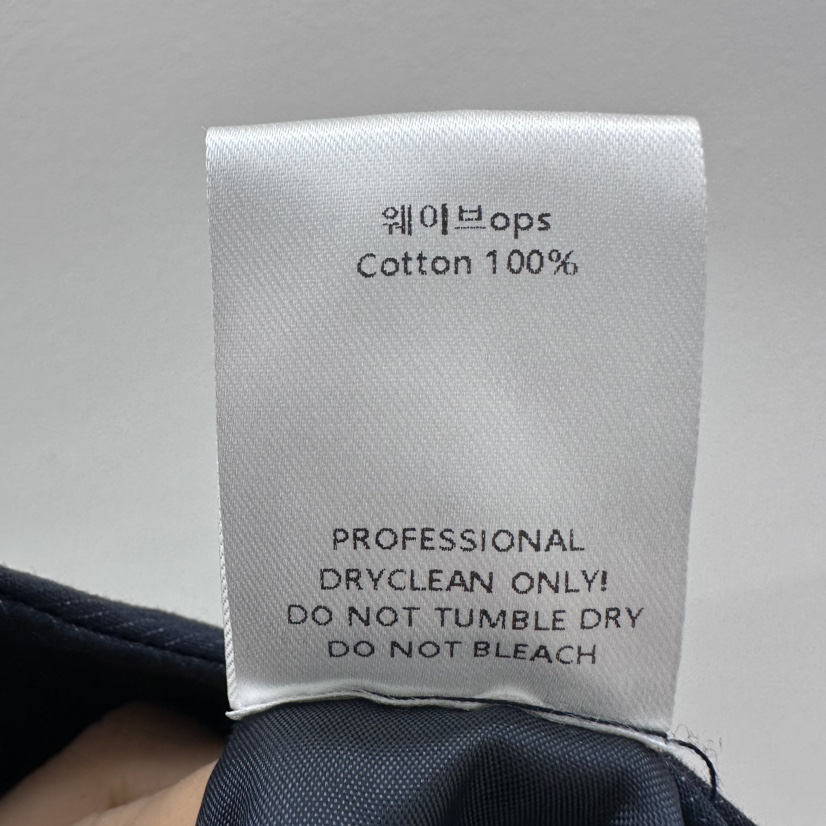 웨이브ops
Cotton 100%
PROFESSIONAL
DRYCLEAN ONLY!
DO NOT TUMBLE DRY
DO NOT BLEACH